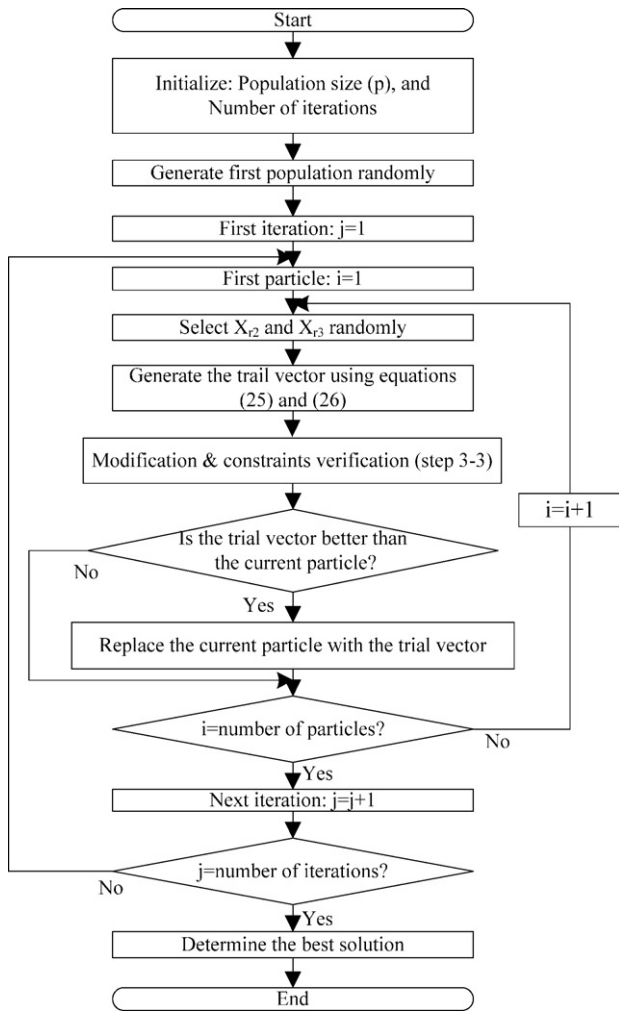 Start
Initialize: Population size (p), and
Number of iterations
Generate first population randomly
First iteration: j=1
First particle: i=1
Select Xr2 and Xr3 randomly
Generate the trail vector using equations
(25) and (26)
Modification & constraints verification (step 3-3)
i=i+1
Is the trial vector better than
the current particle?
No
Yes
Replace the current particle with the trial vector
i=number of particles?
No
Yes
Next iteration: j=j+1
j=number of iterations?
No
Yes
Determine the best solution
End